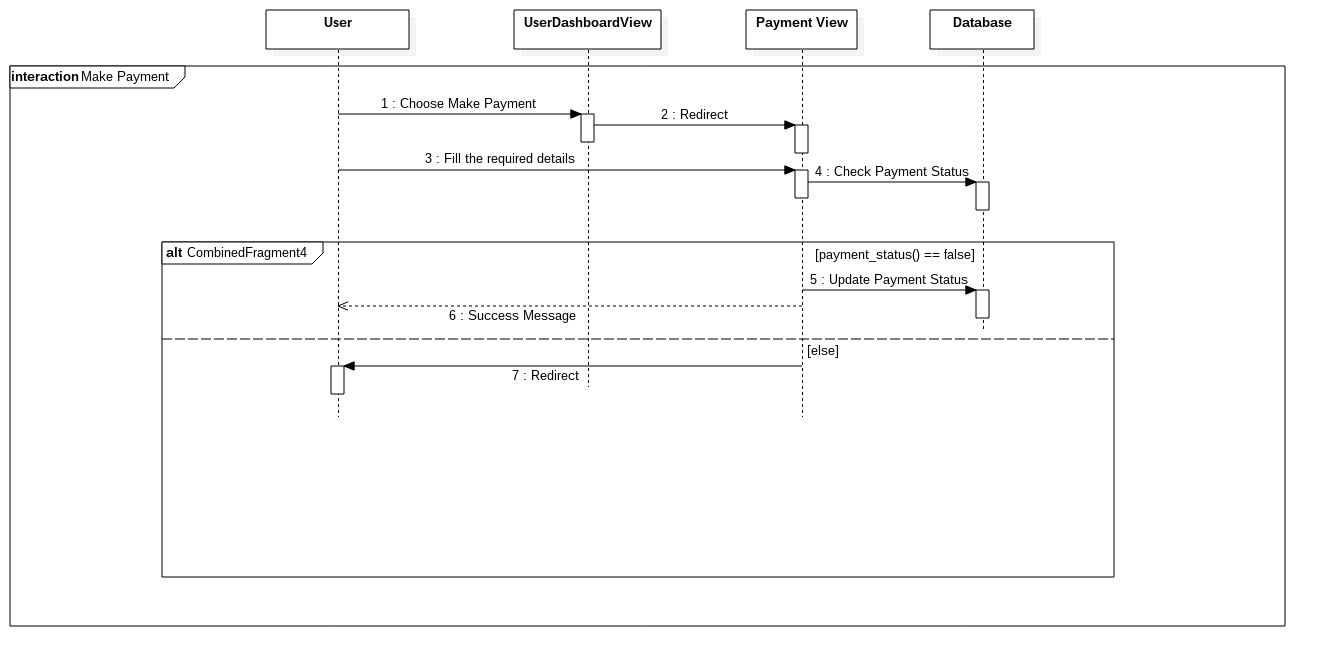 User
UserDashboardView
Payment View
Database
interaction Make Payment
1 : Choose Make Payment
2 : Redirect
3 : Fill the required details
4 : Check Payment Status
alt CombinedFragment4
[payment_status() == false]
5 : Update Payment Status
6 : Success Message
[else]
7 : Redirect